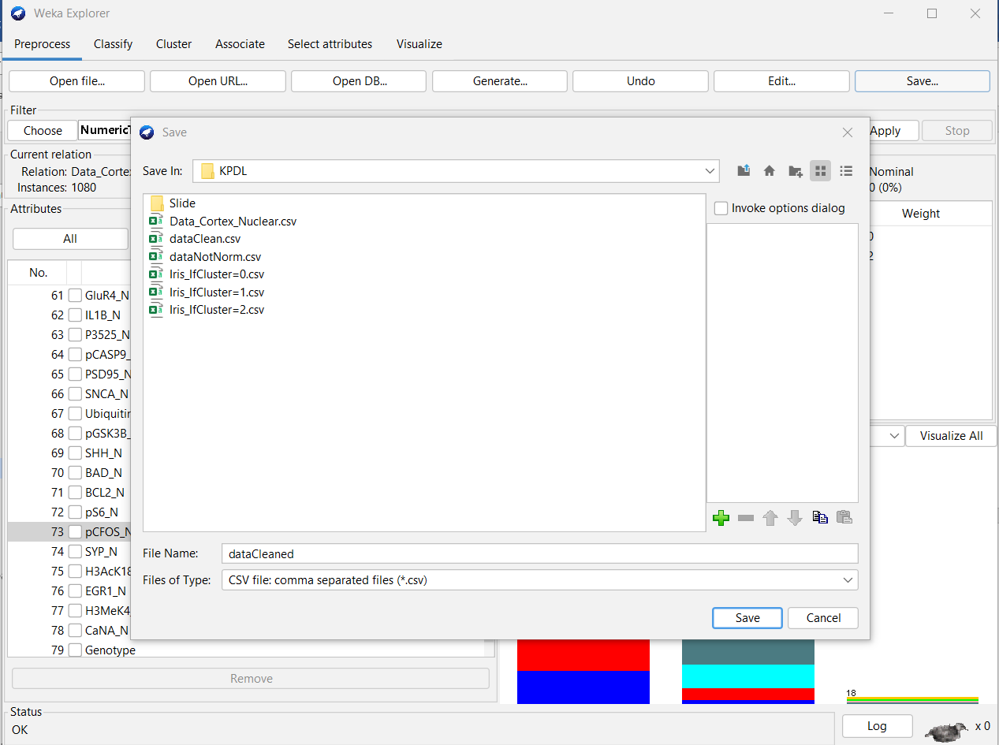 Weka Explorer
Preprocess Classify Cluster Associate Select attributes Visualize
Open file... Open URL... Open DB... Generate... Undo Edit... Save...
Filter
Choose Numeric Apply Stop
Current relation
Relation: Data_Corte
Instances: 1080
Nominal
0 (0%)
Attributes
All
Weight
0
2
No.
61 GluR4_N
62 IL1B_N
63 P3525_N
64 pCASP9_
65 PSD95_N
66 SNCA_N
67 Ubiquitin
68 pGSK3B_
69 SHH_N
70 BAD_N
71 BCL2_N
72 pS6_N
73 pCFOS_N
74 SYP_N
75 H3AcK18
76 EGR1_N
77 H3MeK4_
78 CaNA_N
79 Genotype
Remove
Visualize All
Save
Save In: KPDL
Slide
Data_Cortex_Nuclear.csv
dataClean.csv
dataNotNorm.csv
Iris_IfCluster=0.csv
Iris_IfCluster=1.csv
Iris_IfCluster=2.csv
Invoke options dialog
File Name: dataCleaned
Files of Type: CSV file: comma separated files (*.csv)
Save Cancel
18
Status
OK
Log x 0